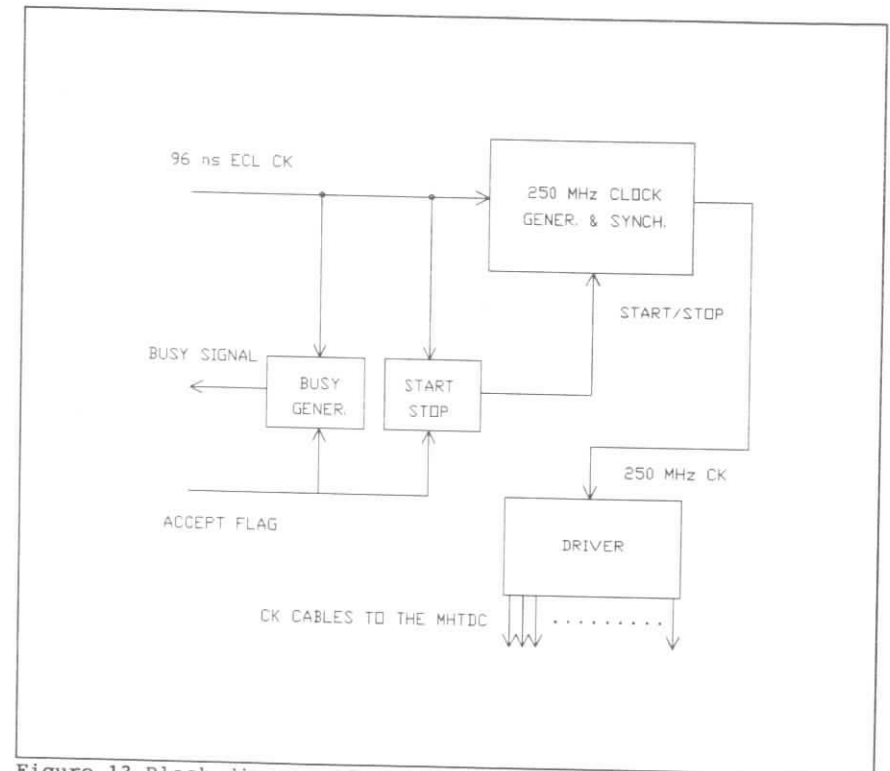 96 ns ECL CK
250 MHz CLOCK
GENER. & SYNCH.
START/STOP
BUSY SIGNAL
BUSY
GENER.
START
STOP
250 MHz CK
ACCEPT FLAG
DRIVER
CK CABLES TO THE MHTDC .........
Figure 13 Block